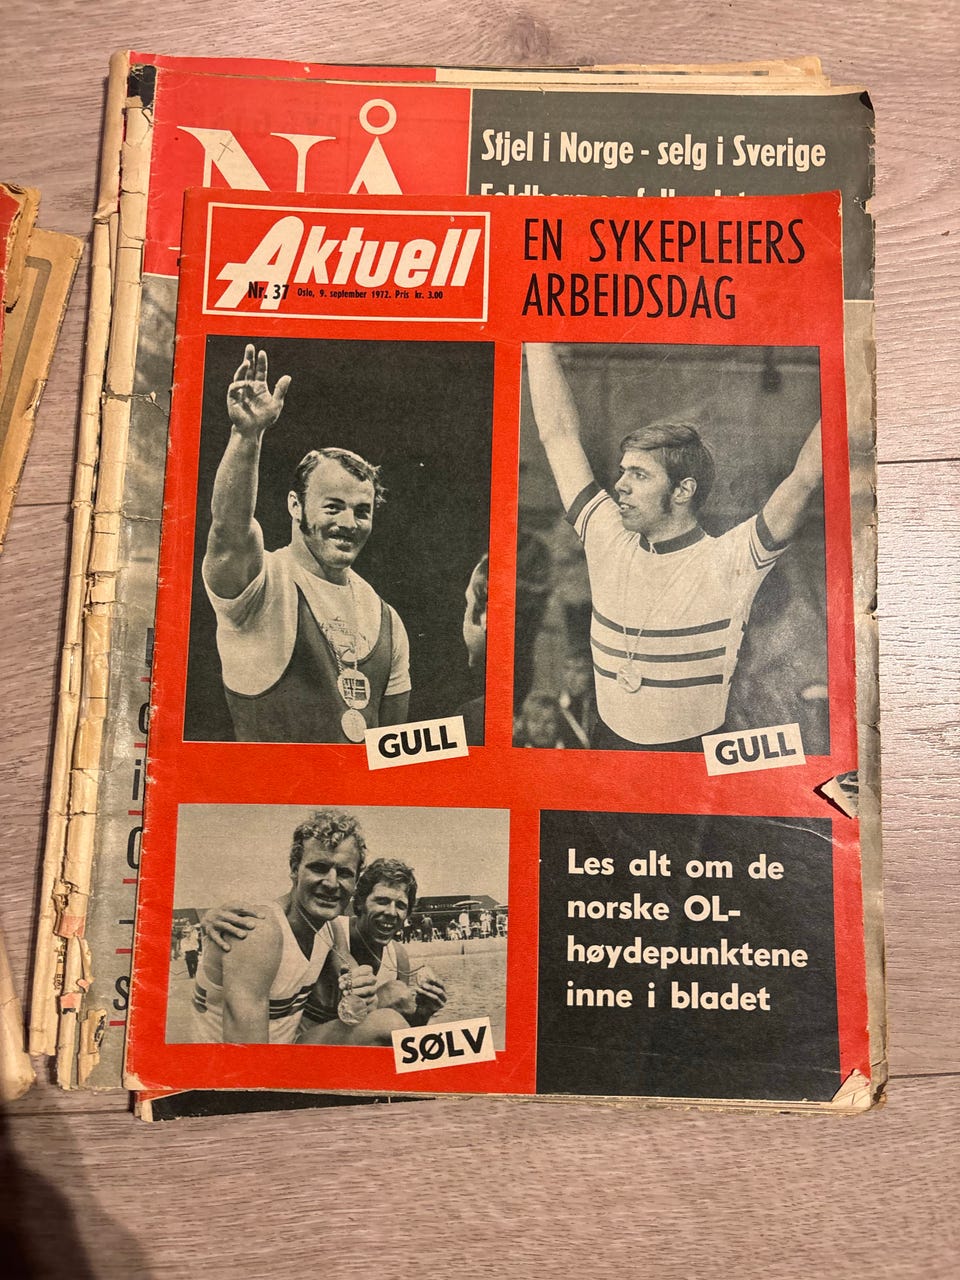 NÅ
Stjel i Norge - selg i Sverige
Aktuell
Nr. 37 Oslo, 9. september 1972. Pris kr. 3.00
EN SYKEPLEIERS
ARBEIDSDAG
GULL
GULL
SØLV
Les alt om de
norske OL-
høydepunktene
inne i bladet